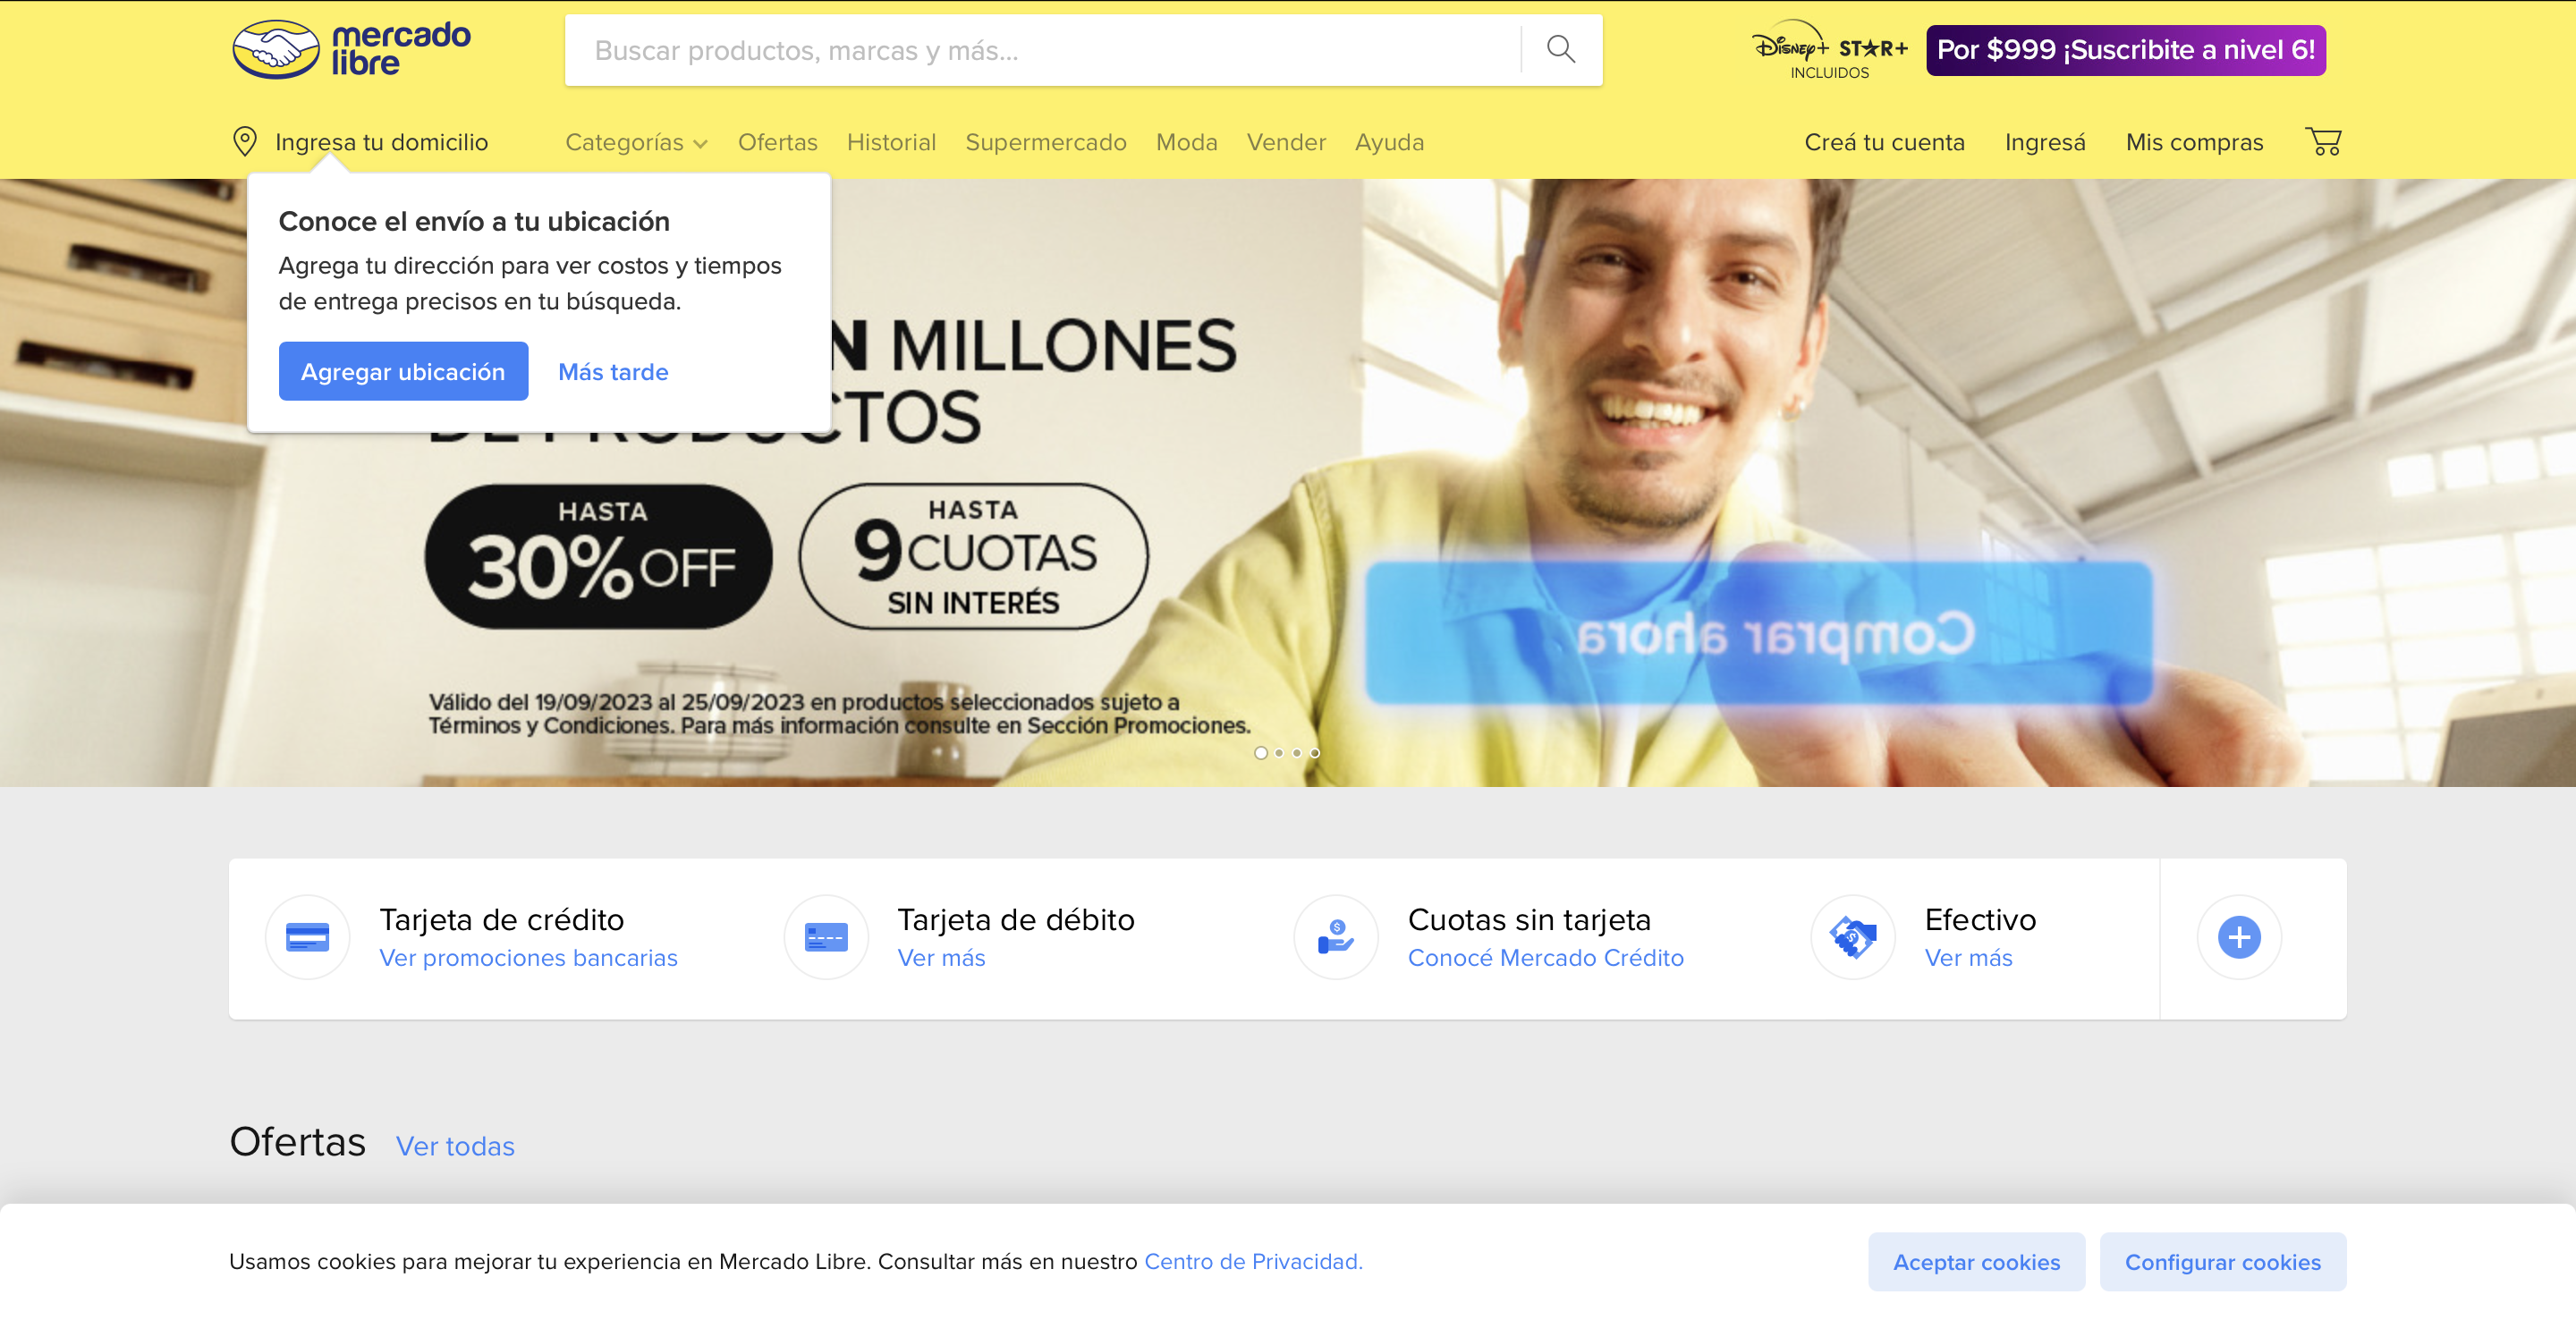 mercado
libre
Buscar productos, marcas y más...
Disney+ ST★R+
INCLUIDOS
Por $999 ¡Suscribite a nivel 6!
Ingresa tu domicilio
Categorías Ofertas Historial Supermercado Moda Vender Ayuda
Creá tu cuenta Ingresá Mis compras
Conoce el envío a tu ubicación
Agrega tu dirección para ver costos y tiempos
de entrega precisos en tu búsqueda.
Agregar ubicación Más tarde
MILLONES
DE PRODUCTOS
HASTA
30% OFF
HASTA
9 CUOTAS
SIN INTERÉS
Comprar ahora
Válido del 19/09/2023 al 25/09/2023 en productos seleccionados sujeto a
Términos y Condiciones. Para más información consulte en Sección Promociones.
Tarjeta de crédito
Ver promociones bancarias
Tarjeta de débito
Ver más
Cuotas sin tarjeta
Conocé Mercado Crédito
Efectivo
Ver más
Ofertas Ver todas
Usamos cookies para mejorar tu experiencia en Mercado Libre. Consultar más en nuestro Centro de Privacidad.
Aceptar cookies Configurar cookies